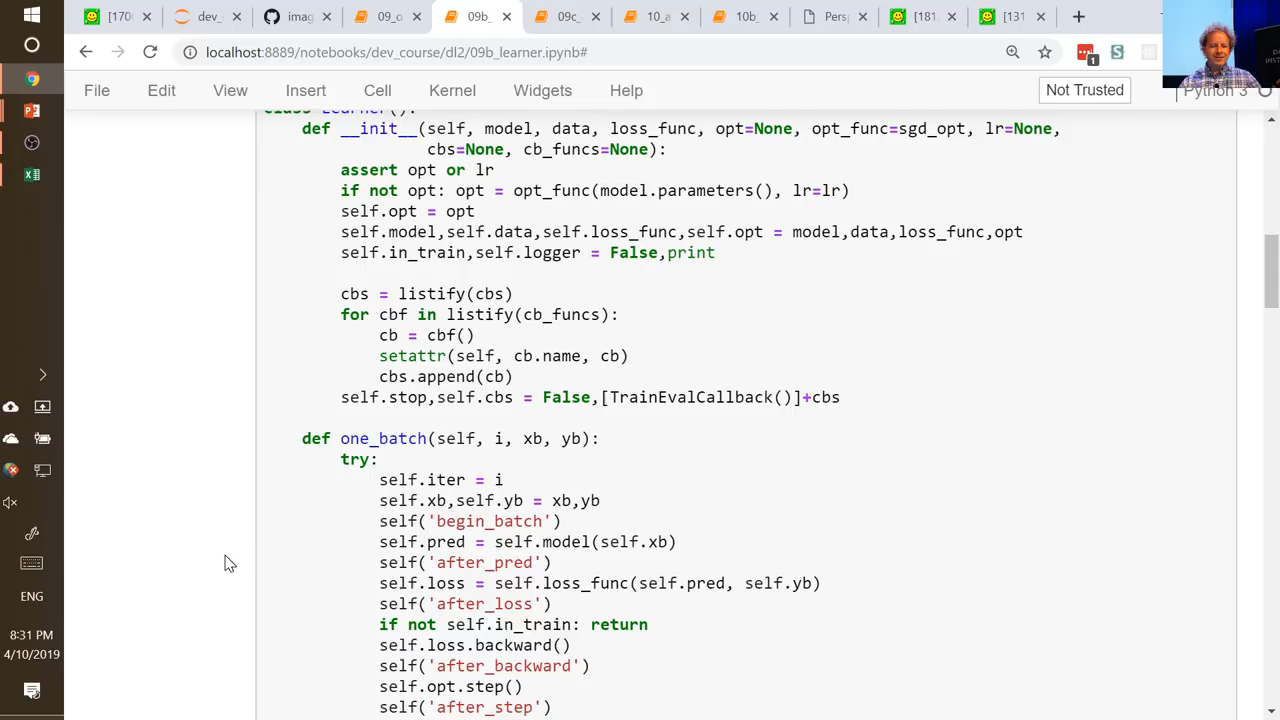 [170
dev_
imag
09_o
09b_
09c_
10_a
10b_
Persp
[181,
[131
localhost:8889/notebooks/dev_course/dl2/09b_learner.ipynb#
1
File Edit View Insert Cell Kernel Widgets Help
Not Trusted
Python 3
def __init__(self, model, data, loss_func, opt=None, opt_func=sgd_opt, lr=None,
cbs=None, cb_funcs=None):
assert opt or lr
if not opt: opt = opt_func(model.parameters(), lr=lr)
self.opt = opt
self.model,self.data,self.loss_func,self.opt = model,data,loss_func,opt
self.in_train,self.logger = False,print
cbs = listify(cbs)
for cbf in listify(cb_funcs):
cb = cbf()
setattr(self, cb.name, cb)
cbs.append(cb)
self.stop,self.cbs = False,[TrainEvalCallback()]+cbs
def one_batch(self, i, xb, yb):
try:
self.iter = i
self.xb,self.yb = xb,yb
self('begin_batch')
self.pred = self.model(self.xb)
self('after_pred')
self.loss = self.loss_func(self.pred, self.yb)
self('after_loss')
if not self.in_train: return
self.loss.backward()
self('after_backward')
self.opt.step()
self('after_step')
ENG
8:31 PM
4/10/2019